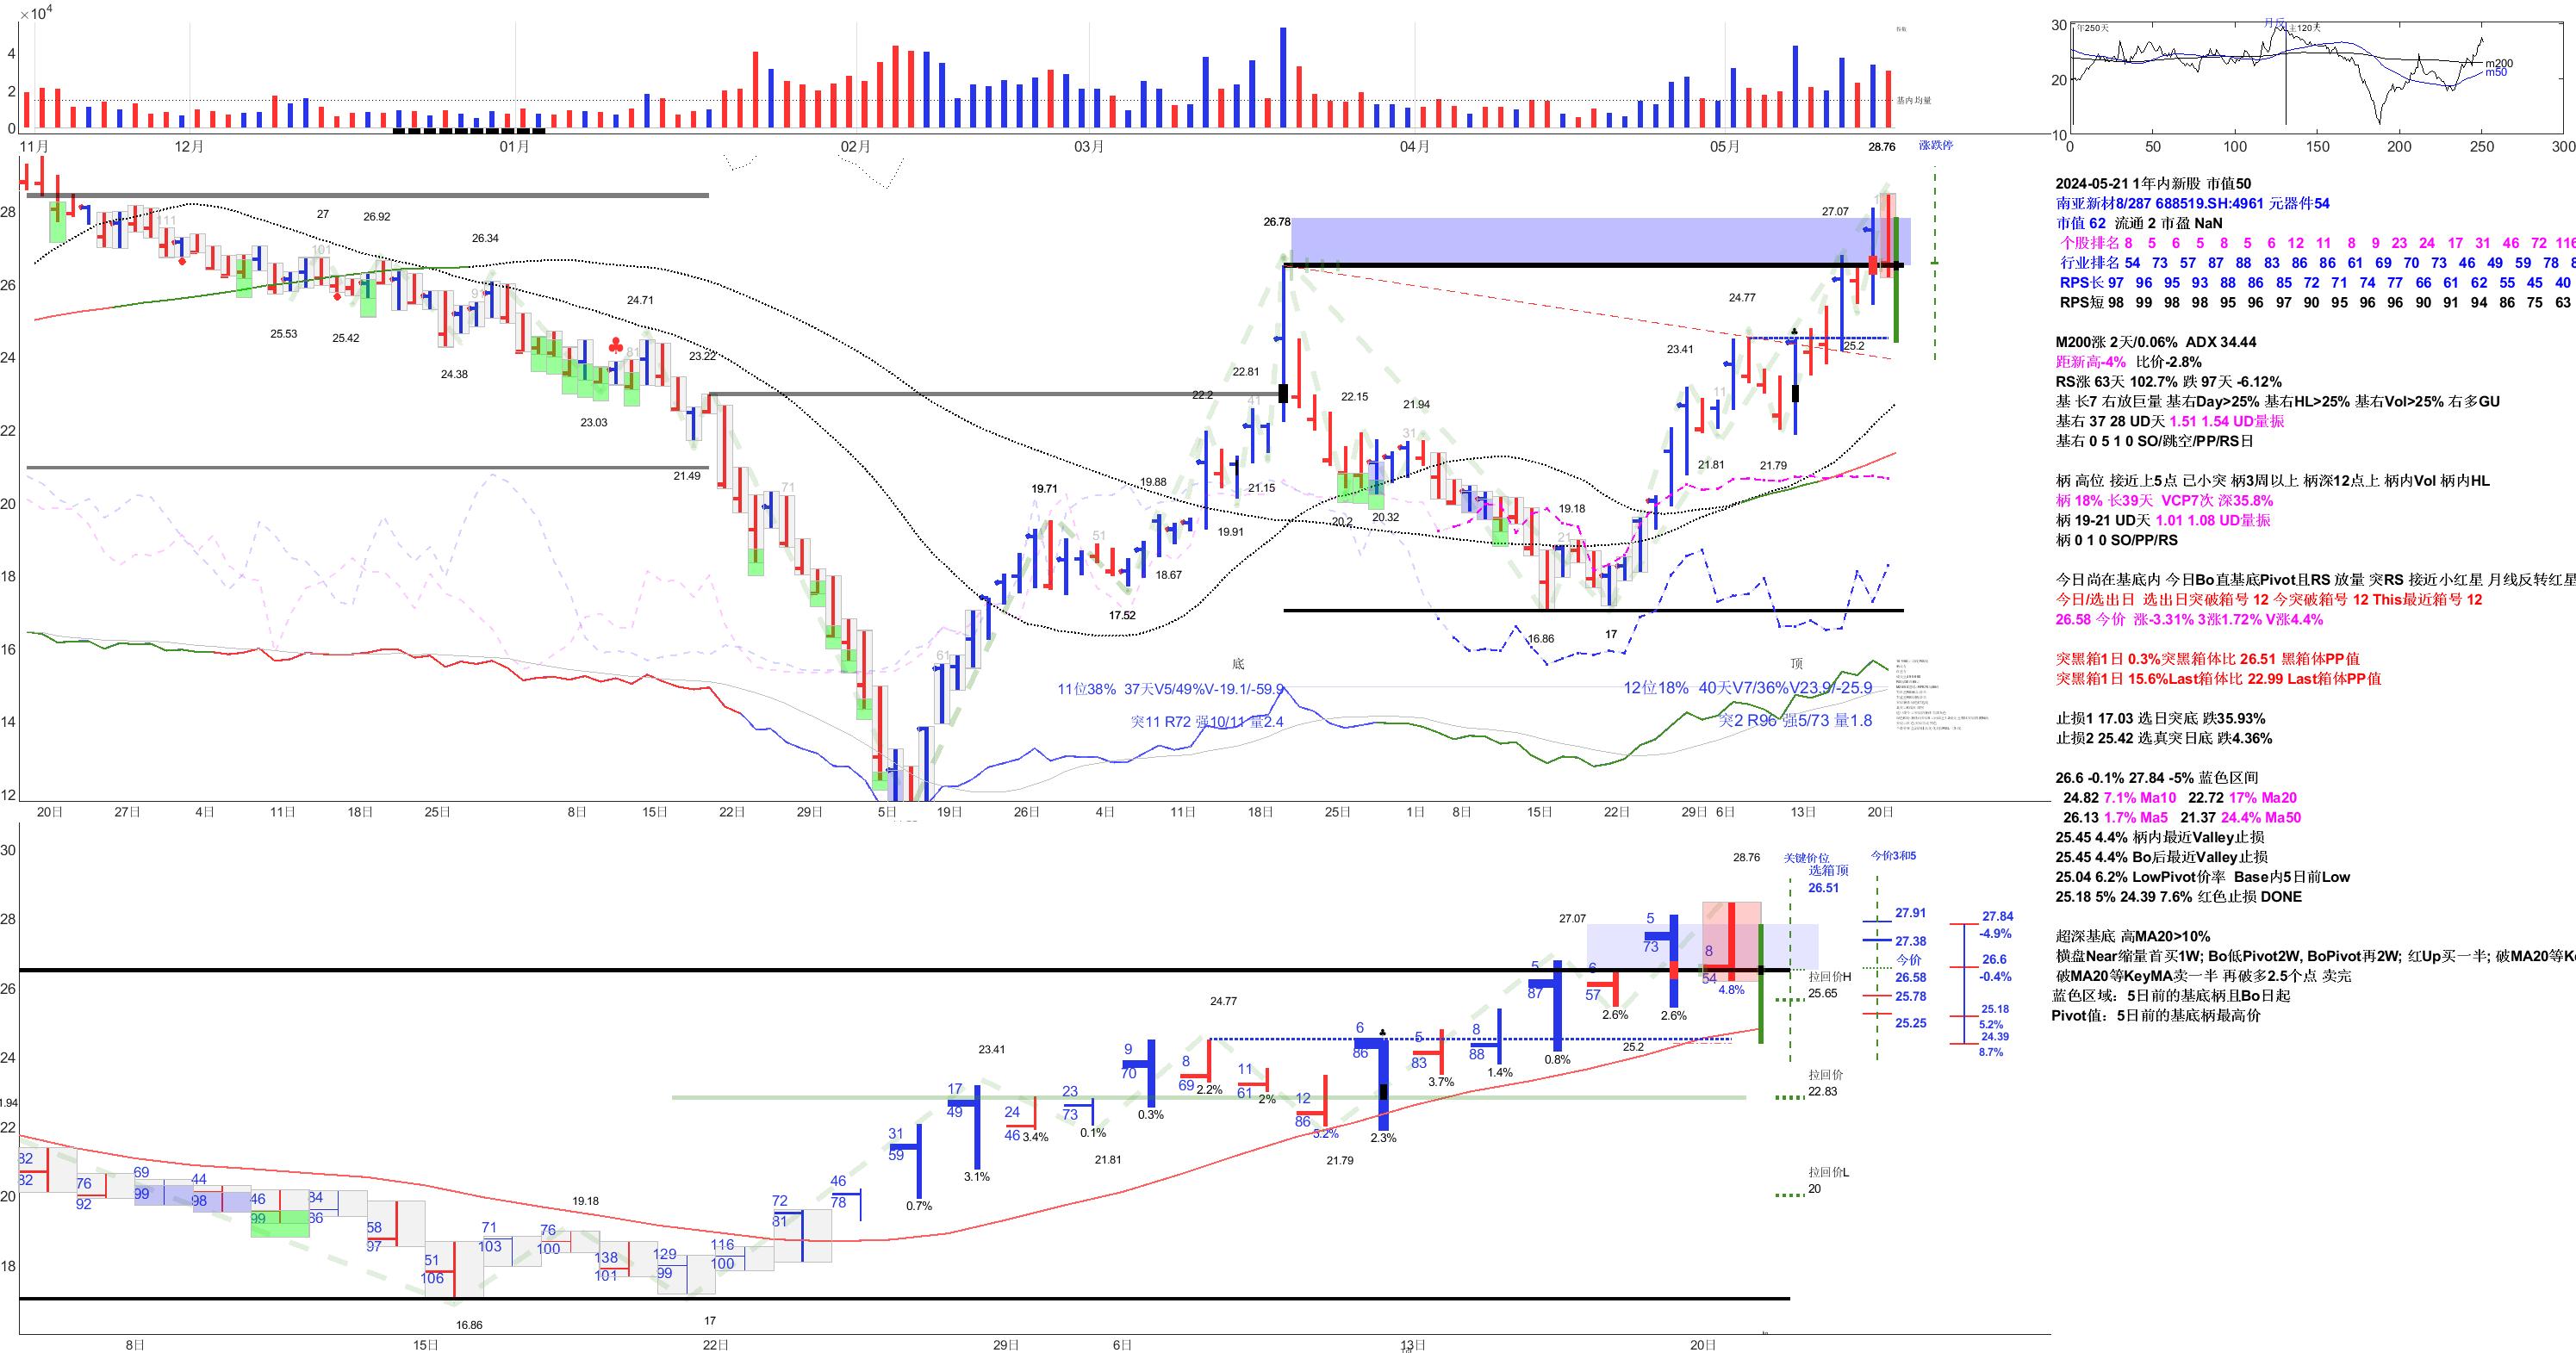 ×10⁴
4
2
0
基内均量
11月 12月 01月 02月 03月 04月 05月
28.76 涨跌停
28
26
24
22
20
18
16
14
12
111 101 91 81 71 61 51 41 31 21 11
27 26.92 26.34
25.53 25.42 24.38 24.71 23.03 23.22 21.49
19.71 17.52 19.88 18.67 22.2 19.91 22.81 21.15 26.78
20.2 22.15 20.32 21.94 16.86 19.18 17
23.41 21.81 24.77 21.79 25.2 27.07
底
11位38% 37天V5/49%V-19.1/-59.9
突11 R72 强10/11 量2.4
顶
12位18% 40天V7/36%V23.9/-25.9
突2 R96 强5/73 量1.8
20日 27日 4日 11日 18日 25日 8日 15日 22日 29日 5日 19日 26日 4日 11日 18日 25日 1日 8日 15日 22日 29日 6日 13日 20日
30
28
26
24
1.94
22
20
18
32 76 69 44 46 84 58 51 71 76 138 129 116 72 46 31 17 24 23 9 8 11 12 6 5 8 5 6 5 8
32 92 99 98 99 86 97 106 103 100 101 99 100 81 78 59 49 46 73 70 69 61 86 86 83 88 87 57 73 54
0.7% 3.1% 3.4% 0.1% 0.3% 2.2% 2% 5.2% 2.3% 3.7% 1.4% 0.8% 2.6% 2.6% 4.8%
16.86 19.18 17 23.41 21.81 24.77 21.79 27.07 25.2 28.76
8日 15日 22日 29日 6日 13日 20日
关键价位
选箱顶
26.51
拉回价H
25.65
拉回价
22.83
拉回价L
20
今价3和5
27.91
27.38
今价
26.58
25.78
25.25
27.84
-4.9%
26.6
-0.4%
25.18
5.2%
24.39
8.7%
30
20
10
年250天 月反 主120天
m200
m50
0 50 100 150 200 250 300
2024-05-21 1年内新股 市值50
南亚新材8/287 688519.SH:4961 元器件54
市值 62 流通 2 市盈 NaN
个股排名 8 5 6 5 8 5 6 12 11 8 9 23 24 17 31 46 72 116
行业排名 54 73 57 87 88 83 86 86 61 69 70 73 46 49 59 78 8
RPS长 97 96 95 93 88 86 85 72 71 74 77 66 61 62 55 45 40
RPS短 98 99 98 98 95 96 97 90 95 96 96 90 91 94 86 75 63
M200涨 2天/0.06% ADX 34.44
距新高-4% 比价-2.8%
RS涨 63天 102.7% 跌 97天 -6.12%
基 长7 右放巨量 基右Day>25% 基右HL>25% 基右Vol>25% 右多GU
基右 37 28 UD天 1.51 1.54 UD量振
基右 0 5 1 0 SO/跳空/PP/RS日
柄 高位 接近上5点 已小突 柄3周以上 柄深12点上 柄内Vol 柄内HL
柄 18% 长39天 VCP7次 深35.8%
柄 19-21 UD天 1.01 1.08 UD量振
柄 0 1 0 SO/PP/RS
今日尚在基底内 今日Bo直基底Pivot且RS 放量 突RS 接近小红星 月线反转红星
今日/选出日 选出日突破箱号 12 今突破箱号 12 This最近箱号 12
26.58 今价 涨-3.31% 3涨1.72% V涨4.4%
突黑箱1日 0.3%突黑箱体比 26.51 黑箱体PP值
突黑箱1日 15.6%Last箱体比 22.99 Last箱体PP值
止损1 17.03 选日突底 跌35.93%
止损2 25.42 选真突日底 跌4.36%
26.6 -0.1% 27.84 -5% 蓝色区间
24.82 7.1% Ma10 22.72 17% Ma20
26.13 1.7% Ma5 21.37 24.4% Ma50
25.45 4.4% 柄内最近Valley止损
25.45 4.4% Bo后最近Valley止损
25.04 6.2% LowPivot价率 Base内5日前Low
25.18 5% 24.39 7.6% 红色止损 DONE
超深基底 高MA20>10%
横盘Near缩量首买1W; Bo低Pivot2W, BoPivot再2W; 红Up买一半; 破MA20等K
破MA20等KeyMA卖一半 再破多2.5个点 卖完
蓝色区域：5日前的基底柄且Bo日起
Pivot值：5日前的基底柄最高价